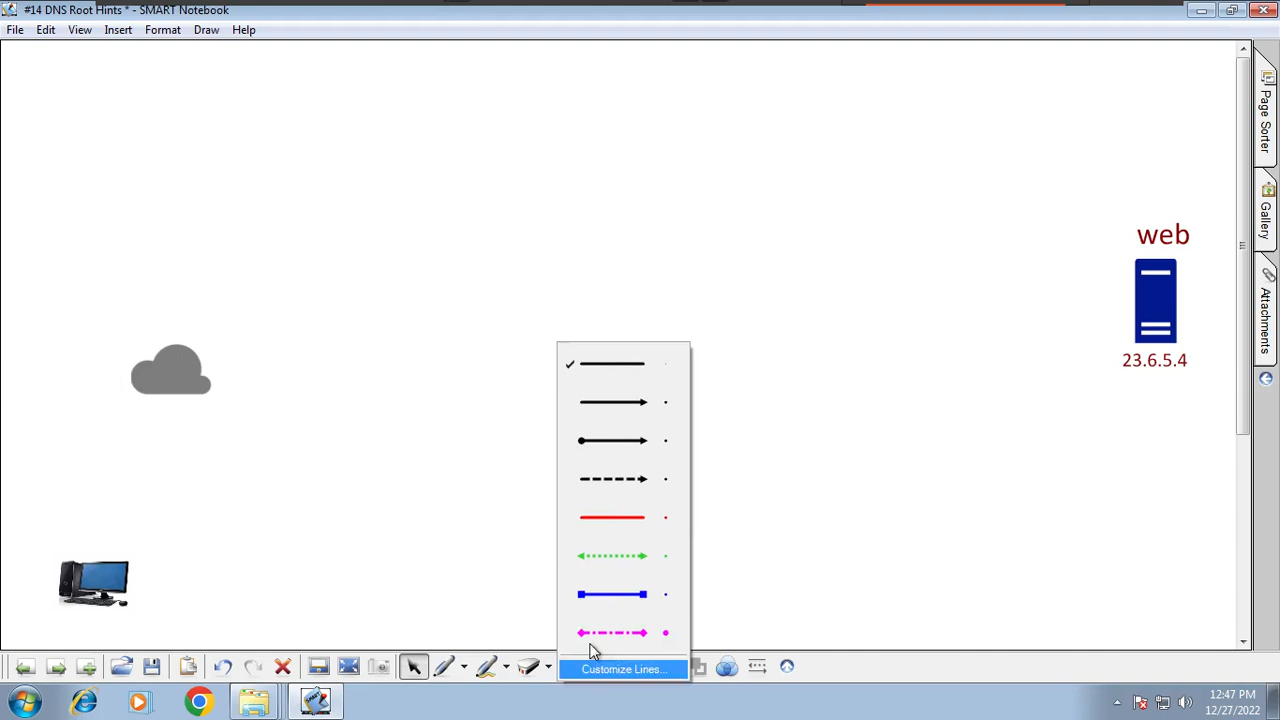 #14 DNS Root Hints * - SMART Notebook
File Edit View Insert Format Draw Help
Page Sorter
Gallery
Attachments
web
23.6.5.4
Customize Lines...
12:47 PM
12/27/2022